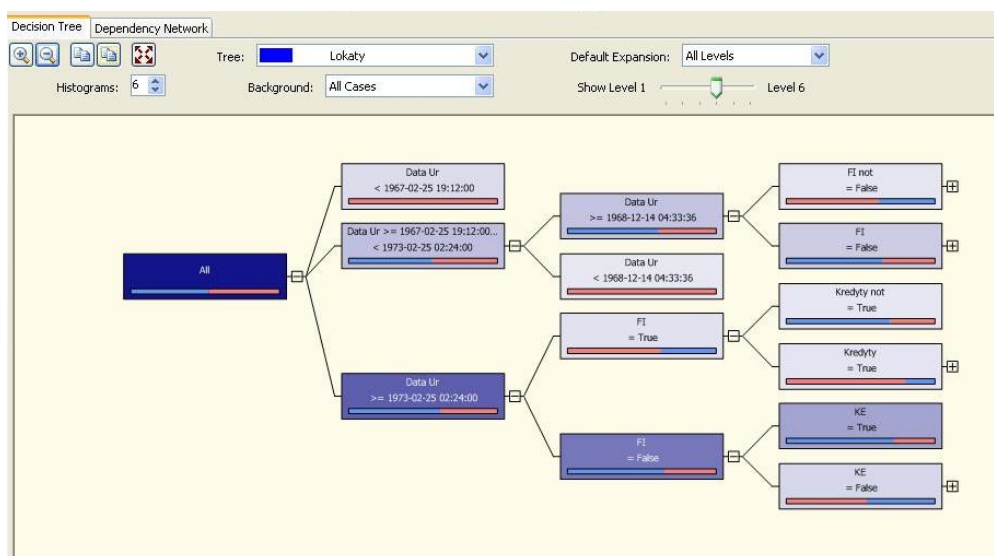 Decision Tree Dependency Network
Tree: Lokaty Default Expansion: All Levels
Histograms: 6 Background: All Cases Show Level 1 Level 6
All
Data Ur
< 1967-02-25 19:12:00
Data Ur >= 1967-02-25 19:12:00...
< 1973-02-25 02:24:00
Data Ur
>= 1973-02-25 02:24:00
Data Ur
>= 1968-12-14 04:33:36
Data Ur
< 1968-12-14 04:33:36
FI
= True
FI
= False
FI not
= False
FI
= False
Kredyty not
= True
Kredyty
= True
KE
= True
KE
= False